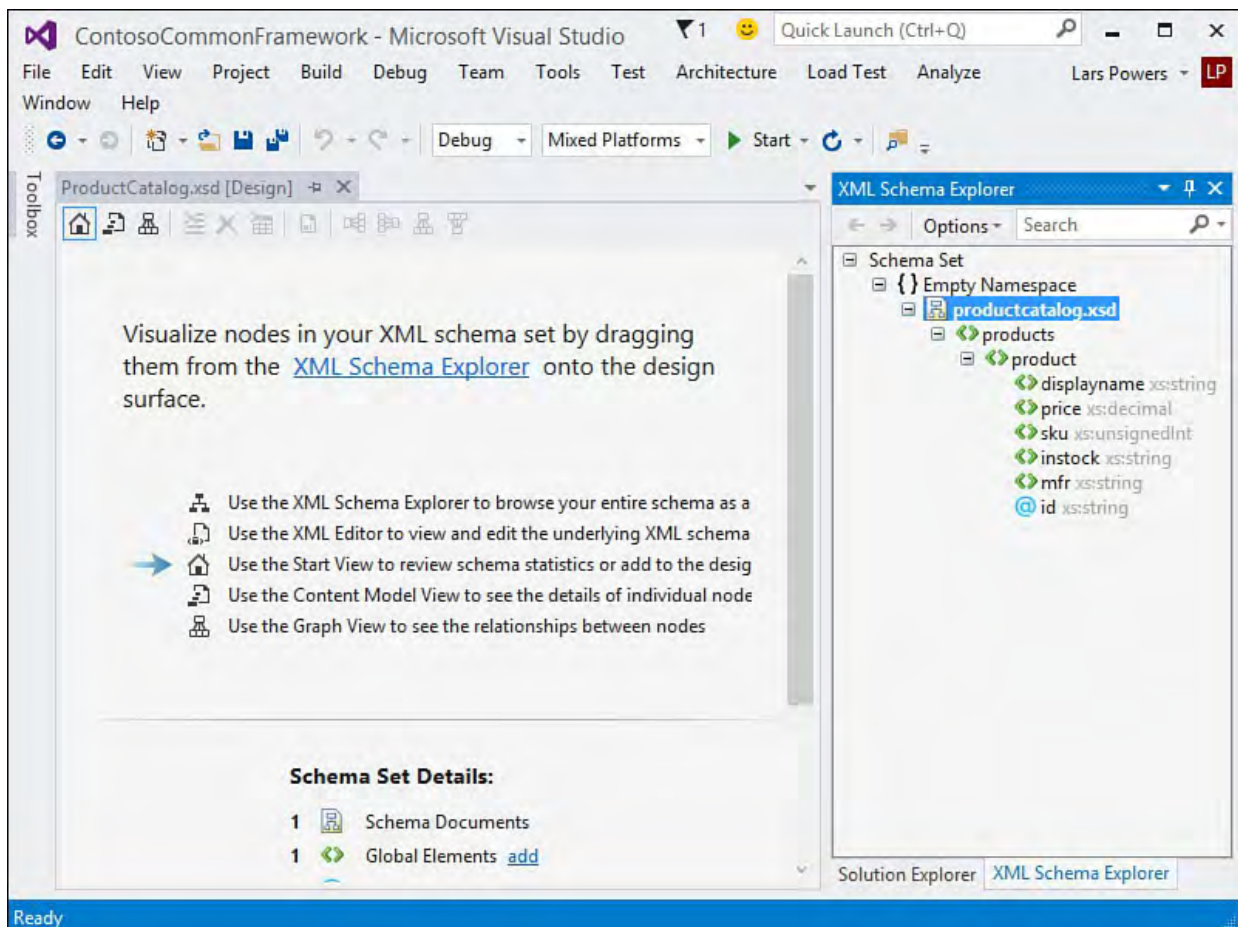 ContosoCommonFramework - Microsoft Visual Studio
1
Quick Launch (Ctrl+Q)
File Edit View Project Build Debug Team Tools Test Architecture Load Test Analyze Lars Powers LP
Window Help
Debug Mixed Platforms Start
Toolbox
ProductCatalog.xsd [Design]
Visualize nodes in your XML schema set by dragging
them from the XML Schema Explorer onto the design
surface.
Use the XML Schema Explorer to browse your entire schema as a
Use the XML Editor to view and edit the underlying XML schema
Use the Start View to review schema statistics or add to the desig
Use the Content Model View to see the details of individual node
Use the Graph View to see the relationships between nodes
Schema Set Details:
1 Schema Documents
1 Global Elements add
XML Schema Explorer
Options Search
Schema Set
{ } Empty Namespace
productcatalog.xsd
products
product
displayname xs:string
price xs:decimal
sku xs:unsignedInt
instock xs:string
mfr xs:string
@ id xs:string
Solution Explorer XML Schema Explorer
Ready